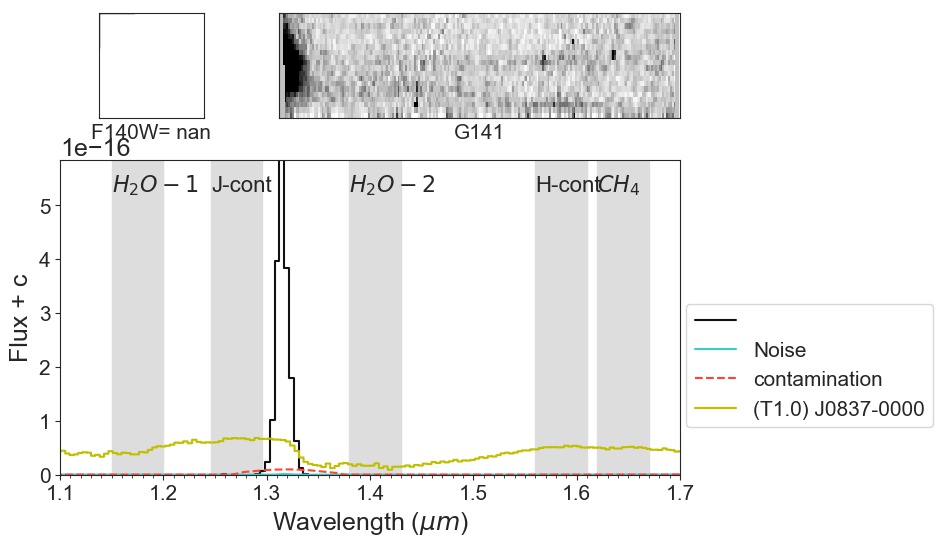 F140W= nan
G141
1e−16
H₂O − 1
J-cont
H₂O − 2
H-cont
CH₄
5
4
3
2
1
0
Flux + c
1.1
1.2
1.3
1.4
1.5
1.6
1.7
Wavelength (μm)
Noise
contamination
(T1.0) J0837-0000